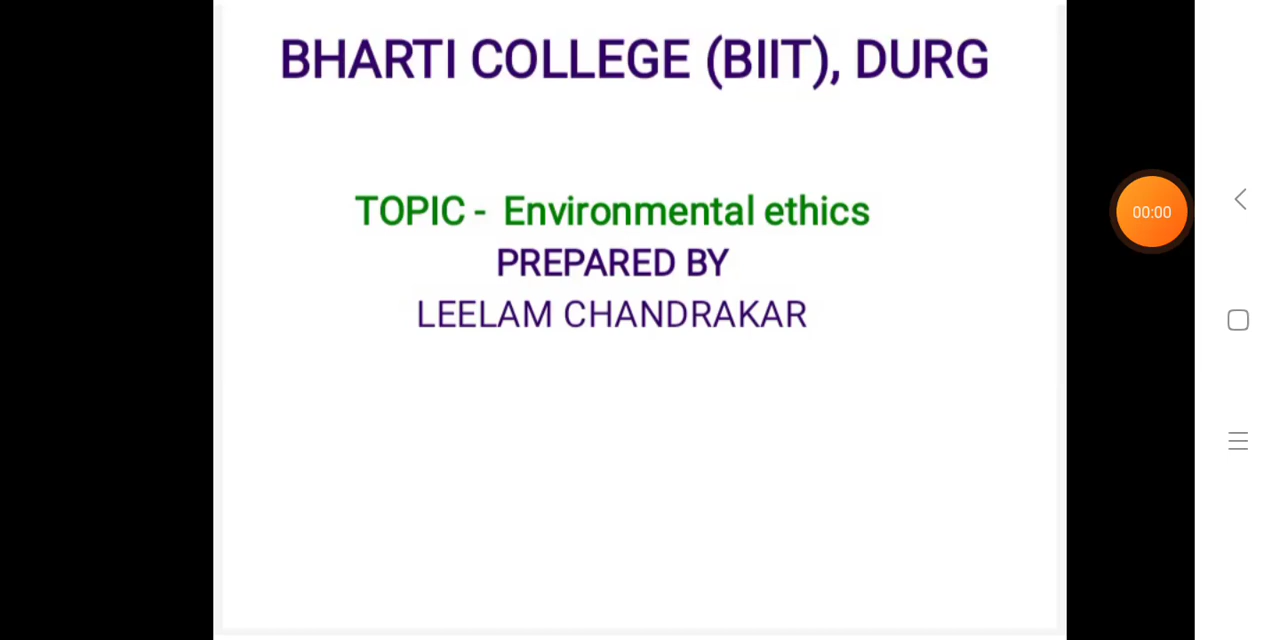 BHARTI COLLEGE (BIIT), DURG
TOPIC - Environmental ethics
PREPARED BY
LEELAM CHANDRAKAR
00:00